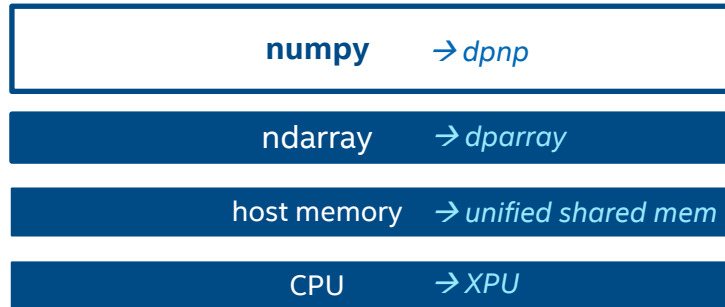 numpy → dpnp
ndarray → dparray
host memory → unified shared mem
CPU → XPU